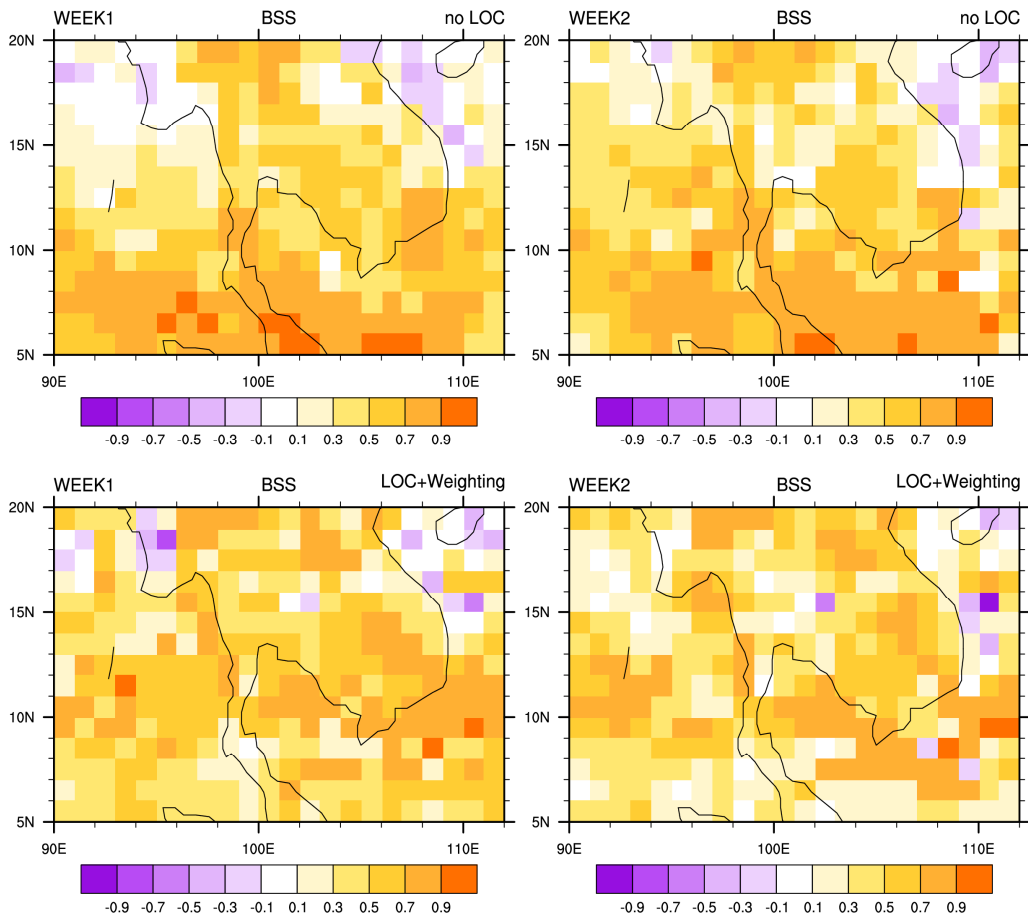 WEEK1 BSS no LOC
20N
15N
10N
5N
90E 100E 110E
-0.9 -0.7 -0.5 -0.3 -0.1 0.1 0.3 0.5 0.7 0.9
WEEK2 BSS no LOC
20N
15N
10N
5N
90E 100E 110E
-0.9 -0.7 -0.5 -0.3 -0.1 0.1 0.3 0.5 0.7 0.9
WEEK1 BSS LOC+Weighting
20N
15N
10N
5N
90E 100E 110E
-0.9 -0.7 -0.5 -0.3 -0.1 0.1 0.3 0.5 0.7 0.9
WEEK2 BSS LOC+Weighting
20N
15N
10N
5N
90E 100E 110E
-0.9 -0.7 -0.5 -0.3 -0.1 0.1 0.3 0.5 0.7 0.9